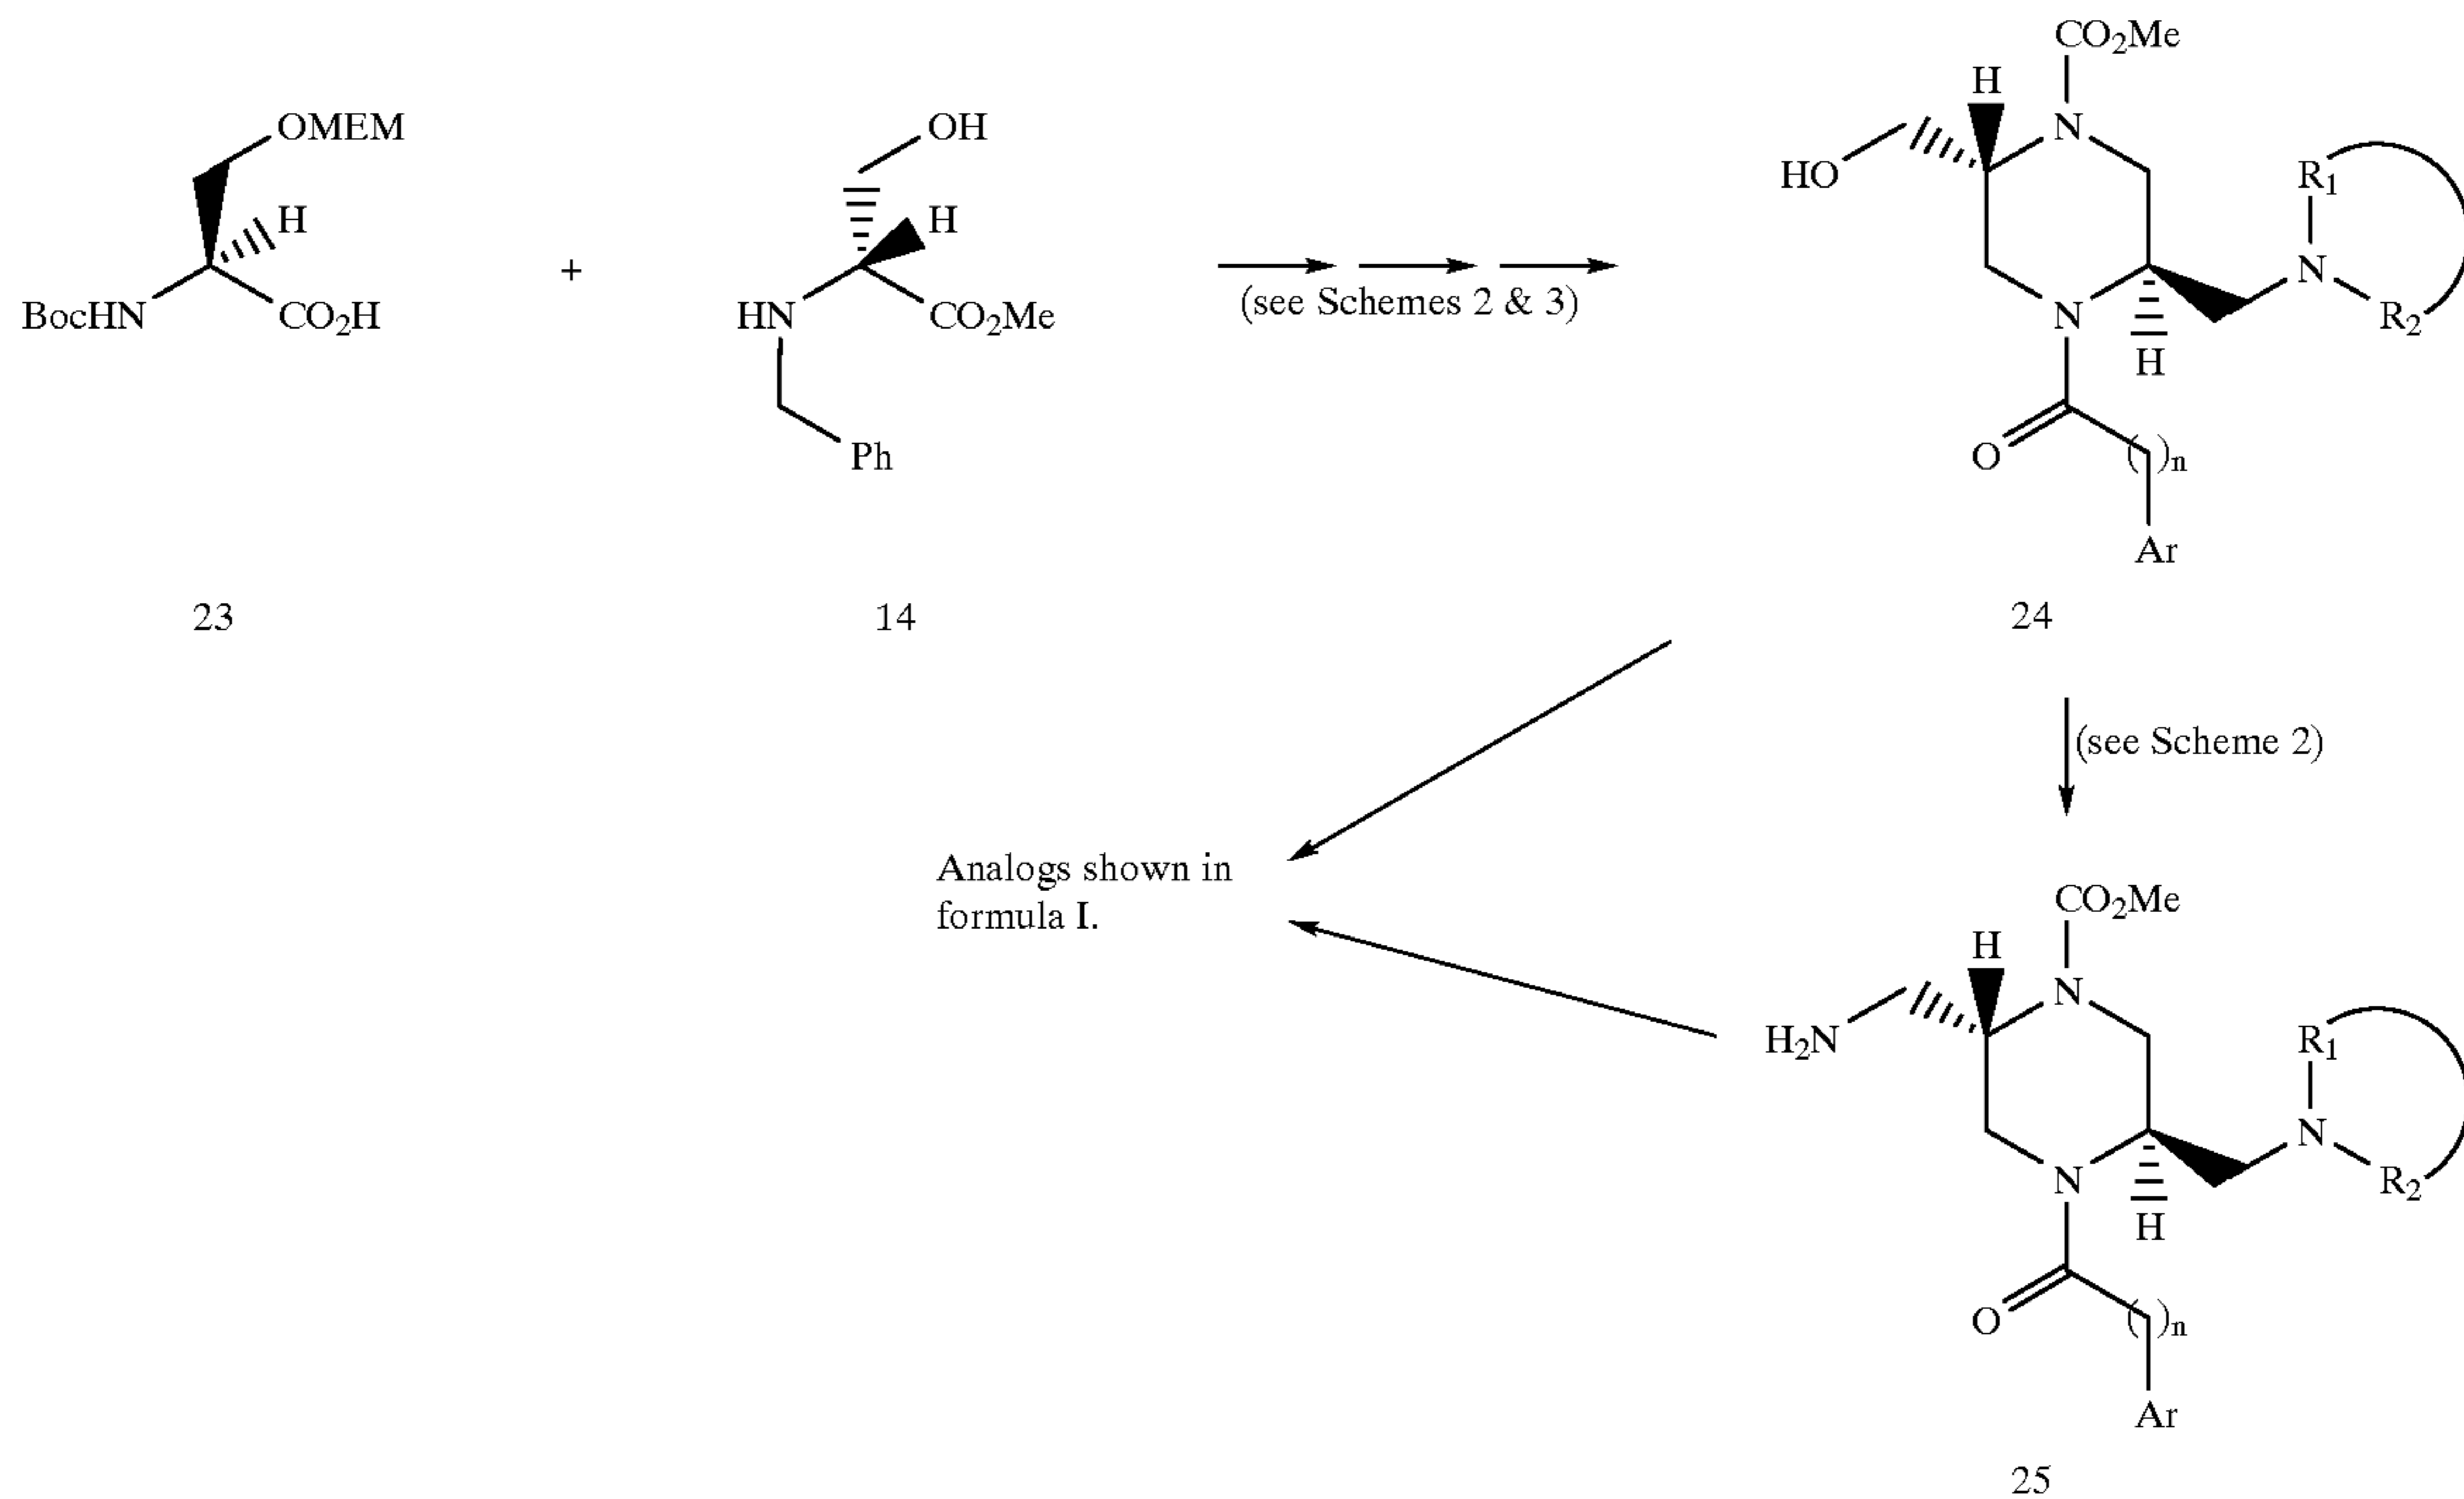 OMEM
H
BocHN
CO2H
23
+
OH
H
HN
CO2Me
Ph
14
(see Schemes 2 & 3)
CO2Me
H
N
HO
R1
N
N
R2
H
O
( )n
Ar
24
(see Scheme 2)
Analogs shown in
formula I.
CO2Me
H
N
H2N
R1
N
N
R2
H
O
( )n
Ar
25